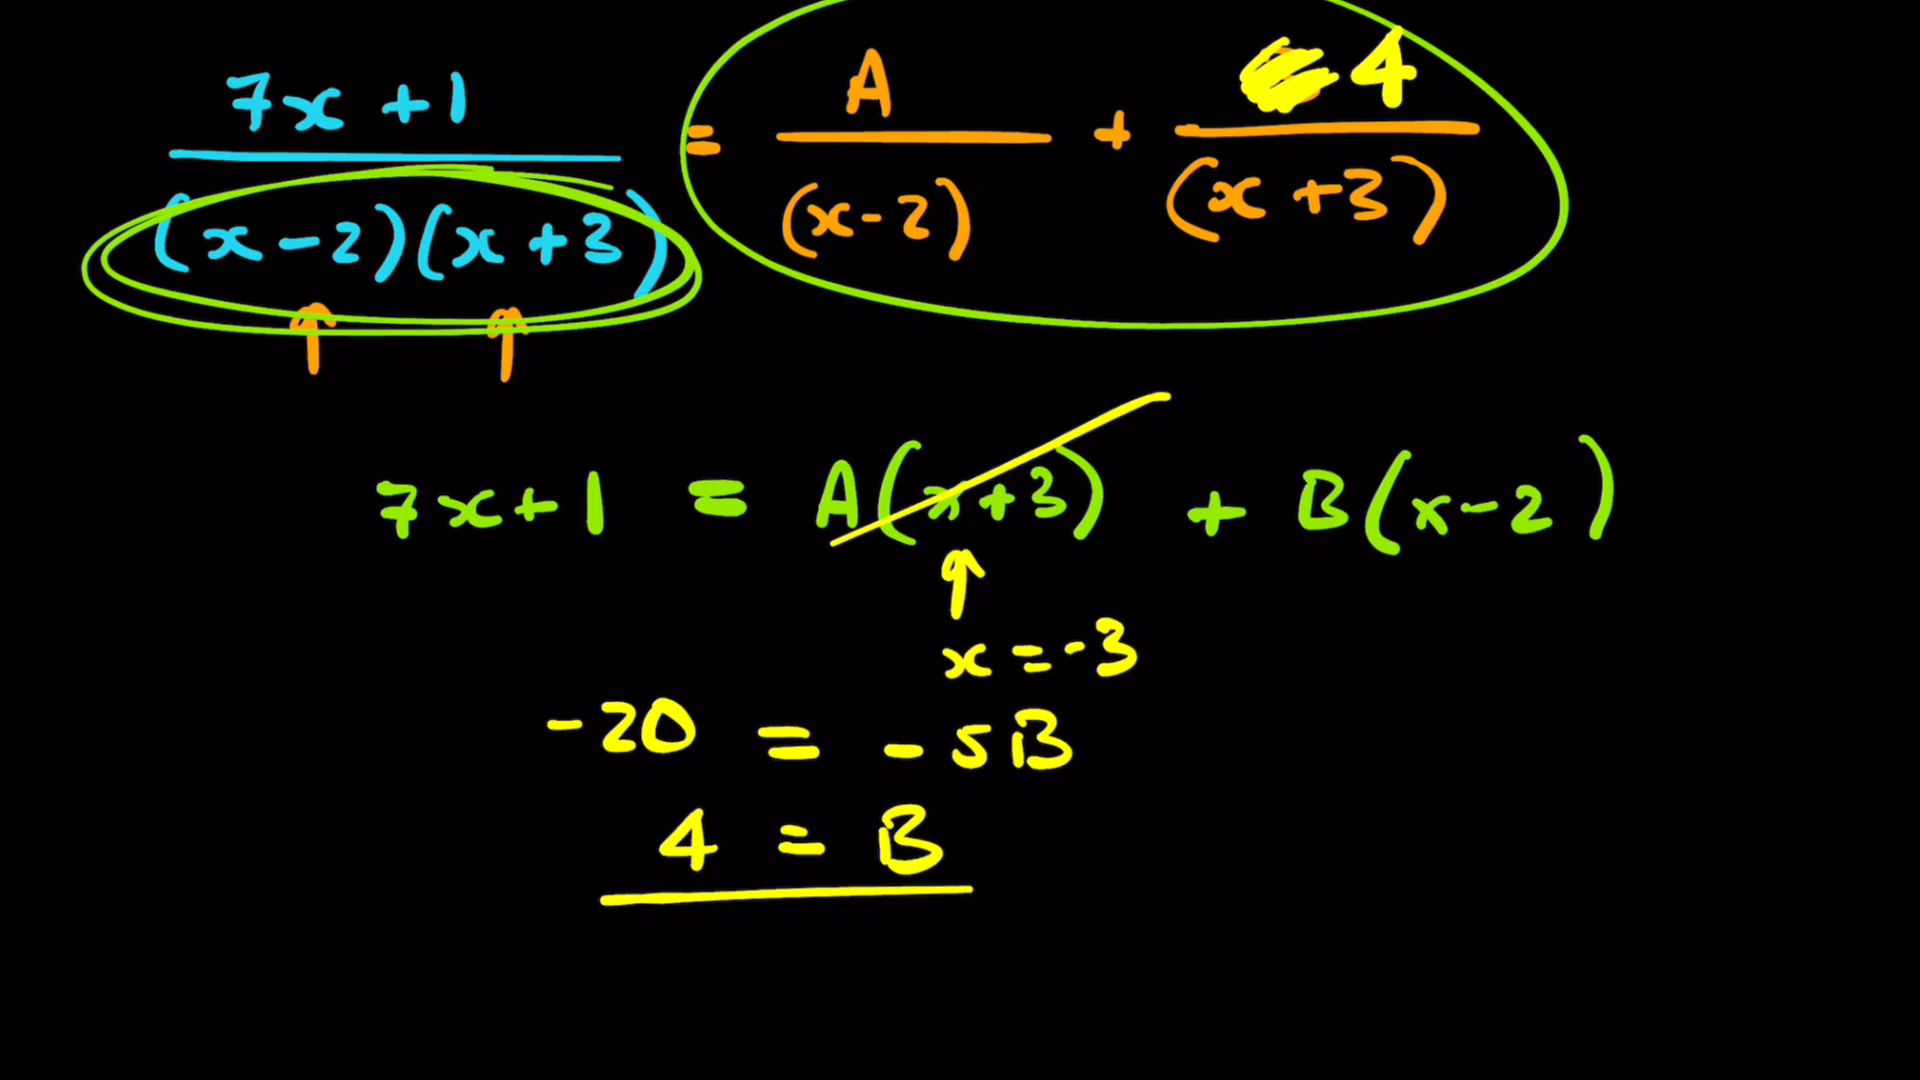 7x + 1 = A + 4
(x - 2)(x + 3) (x - 2) (x + 3)
7x + 1 = A(x + 3) + B(x - 2)
x = -3
-20 = -5B
4 = B